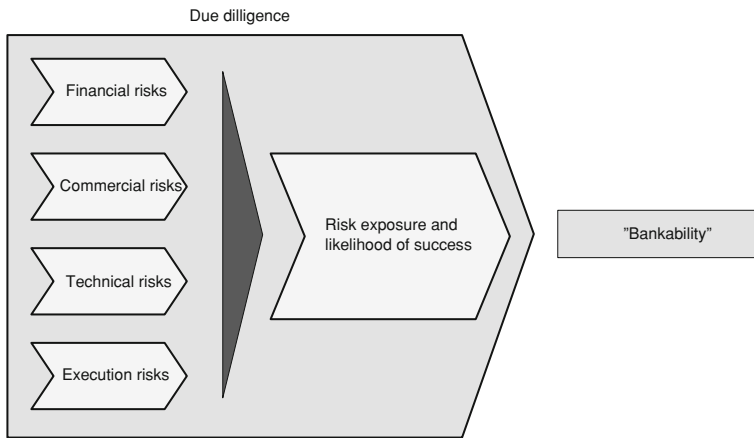 Due dilligence
Financial risks
Commercial risks
Technical risks
Execution risks
Risk exposure and
likelihood of success
"Bankability"